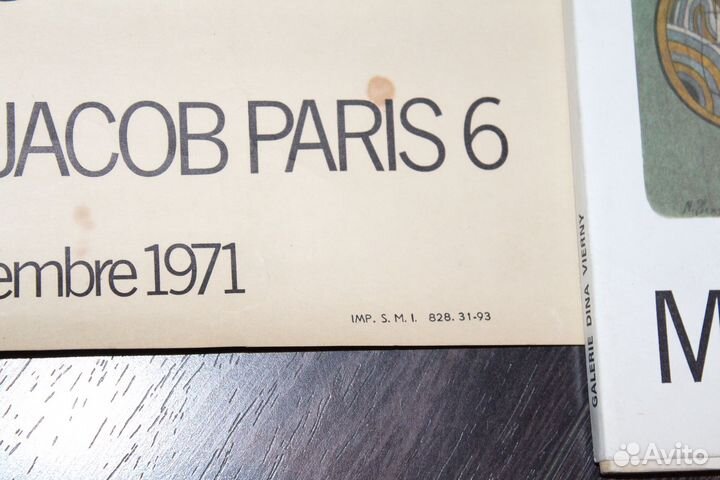 JACOB PARIS 6
embre 1971
IMP. S. M. I. 828. 31-93
GALERIE DINA VIERNY
M
Avito